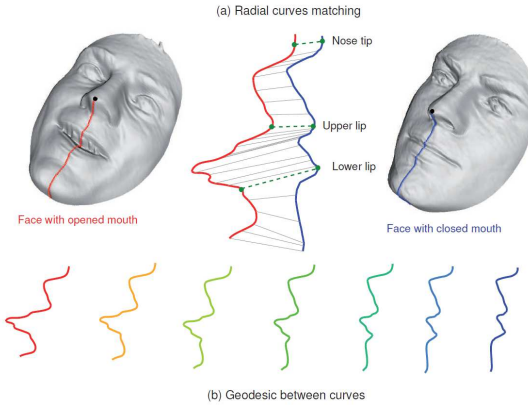 (a) Radial curves matching
Nose tip
Upper lip
Lower lip
Face with opened mouth
Face with closed mouth
(b) Geodesic between curves